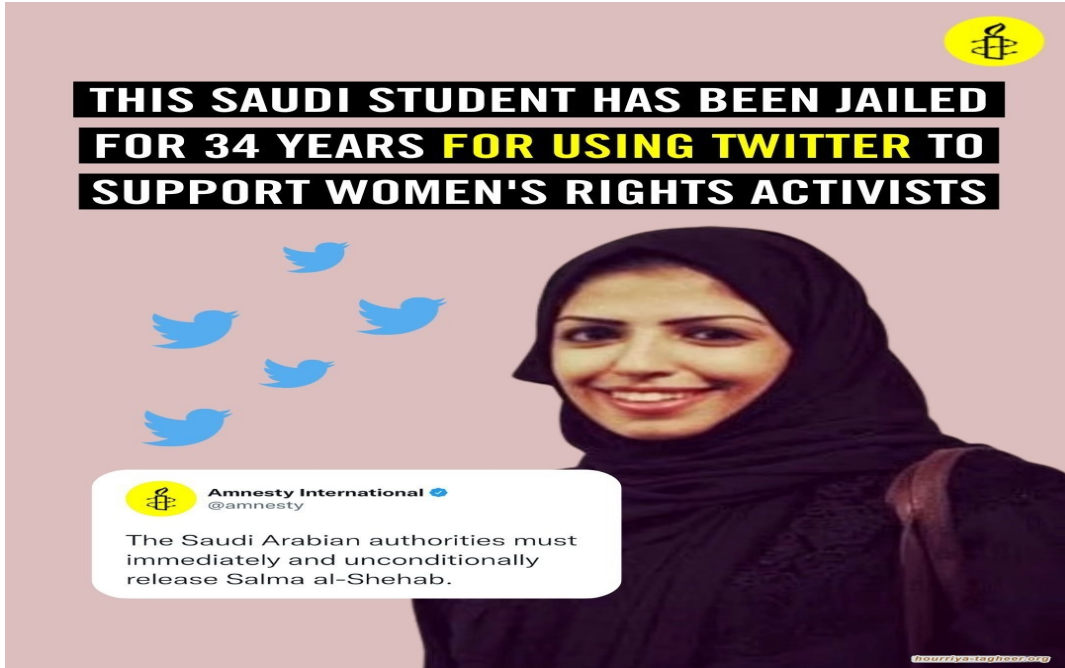 THIS SAUDI STUDENT HAS BEEN JAILED
FOR 34 YEARS FOR USING TWITTER TO
SUPPORT WOMEN'S RIGHTS ACTIVISTS
Amnesty International
@amnesty
The Saudi Arabian authorities must
immediately and unconditionally
release Salma al-Shehab.
hourriya-tagheer.org